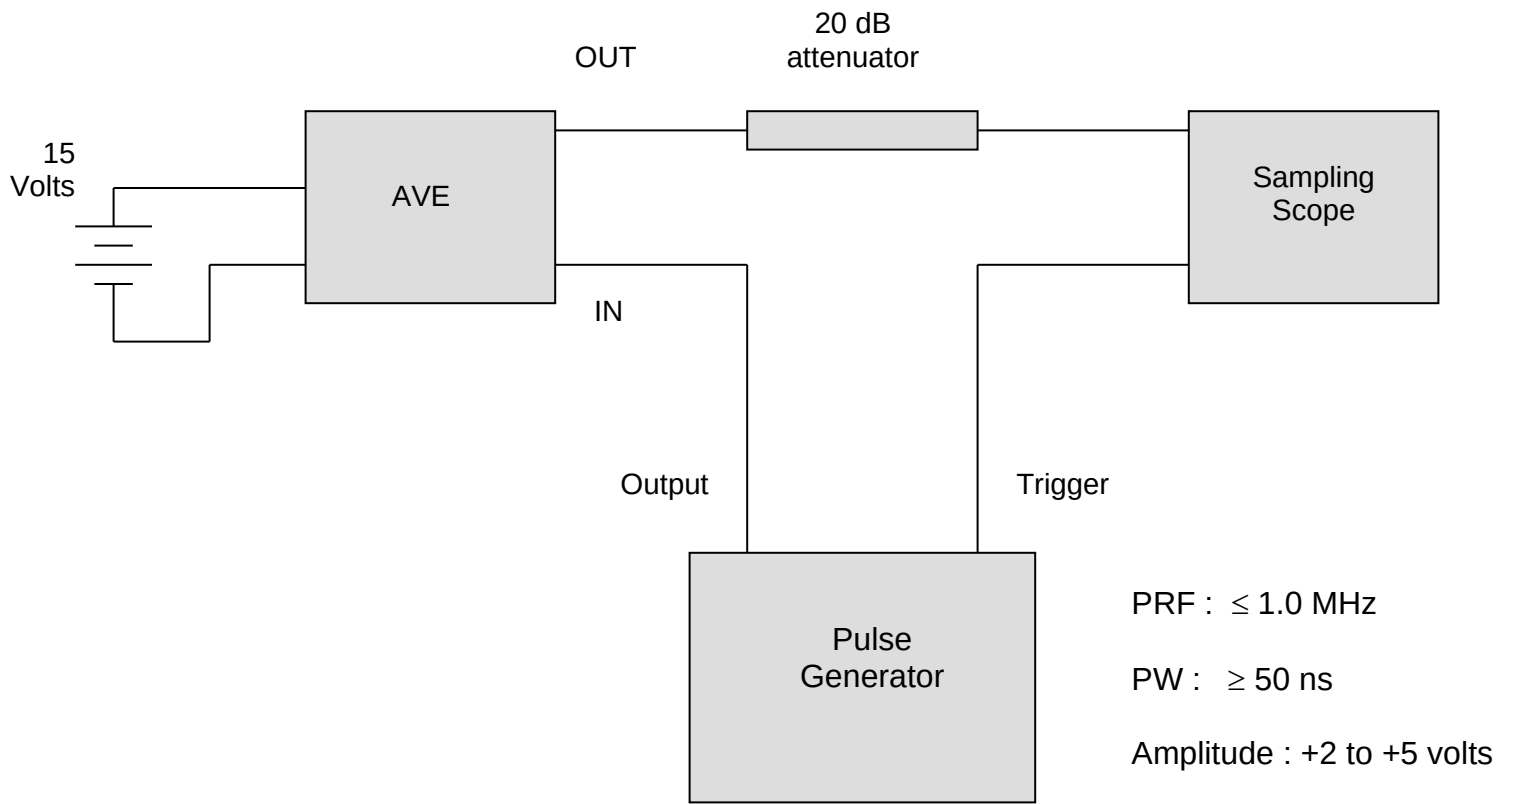 20 dB
attenuator
OUT
15
Volts
AVE
Sampling
Scope
IN
Output
Trigger
Pulse
Generator
PRF : ≤ 1.0 MHz
PW : ≥ 50 ns
Amplitude : +2 to +5 volts